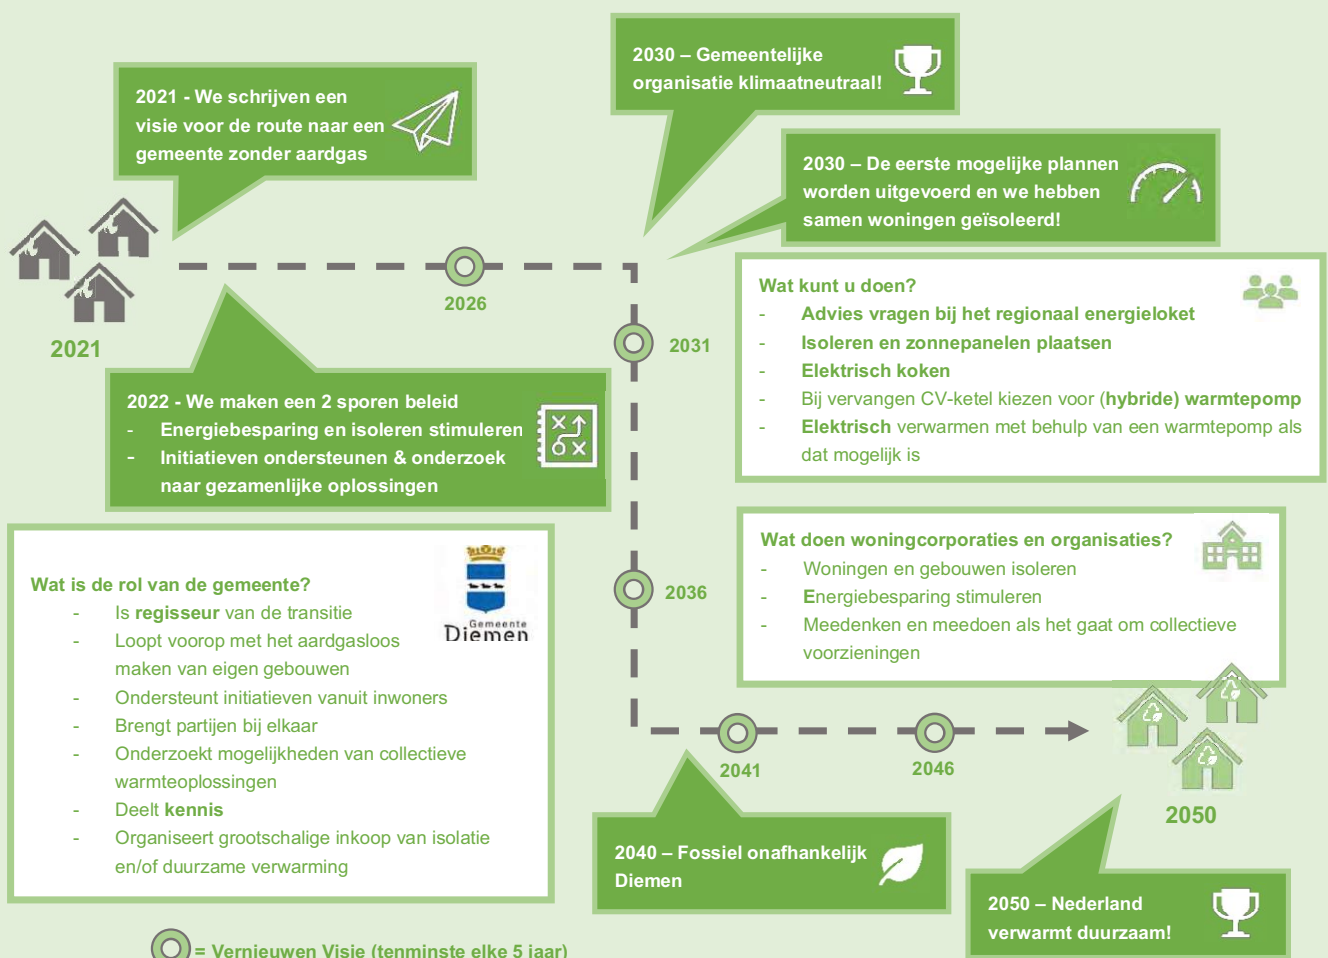 2030 – Gemeentelijke
organisatie klimaatneutraal!
2021 - We schrijven een
visie voor de route naar een
gemeente zonder aardgas
2030 – De eerste mogelijke plannen
worden uitgevoerd en we hebben
samen woningen geïsoleerd!
2021
2026
2031
2022 - We maken een 2 sporen beleid
- Energiebesparing en isoleren stimuleren
- Initiatieven ondersteunen & onderzoek
naar gezamenlijke oplossingen
Wat kunt u doen?
- Advies vragen bij het regionaal energieloket
- Isoleren en zonnepanelen plaatsen
- Elektrisch koken
- Bij vervangen CV-ketel kiezen voor (hybride) warmtepomp
- Elektrisch verwarmen met behulp van een warmtepomp als
dat mogelijk is
Wat is de rol van de gemeente?
- Is regisseur van de transitie
- Loopt voorop met het aardgasloos
maken van eigen gebouwen
- Ondersteunt initiatieven vanuit inwoners
- Brengt partijen bij elkaar
- Onderzoekt mogelijkheden van collectieve
warmteoplossingen
- Deelt kennis
- Organiseert grootschalige inkoop van isolatie
en/of duurzame verwarming
Gemeente
Diemen
2036
Wat doen woningcorporaties en organisaties?
- Woningen en gebouwen isoleren
- Energiebesparing stimuleren
- Meedenken en meedoen als het gaat om collectieve
voorzieningen
2041
2046
2050
2040 – Fossiel onafhankelijk
Diemen
2050 – Nederland
verwarmt duurzaam!
= Vernieuwen Visie (tenminste elke 5 jaar)